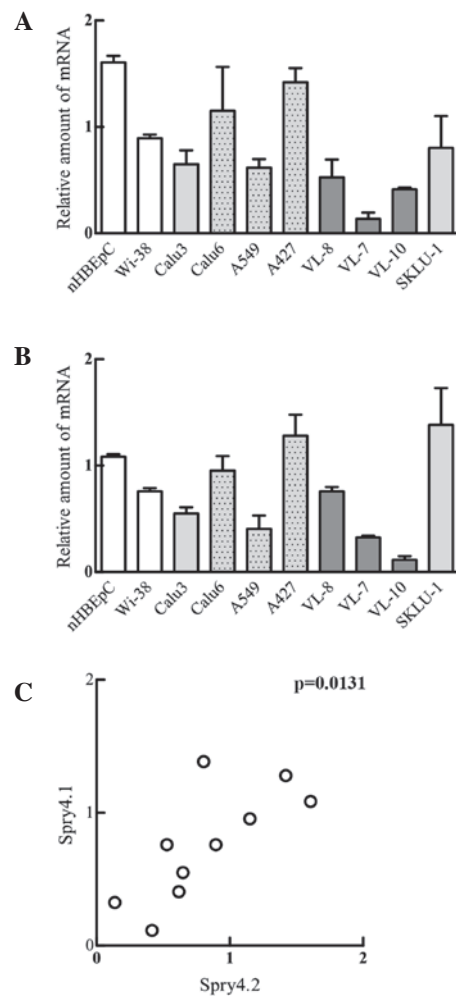 A
Relative amount of mRNA
2
1
0
nHBEpC
Wi-38
Calu3
Calu6
A549
A427
VL-8
VL-7
VL-10
SKLU-1
B
Relative amount of mRNA
2
1
0
nHBEpC
Wi-38
Calu3
Calu6
A549
A427
VL-8
VL-7
VL-10
SKLU-1
C
p=0.0131
Spry4.1
2
1
0
0 1 2
Spry4.2